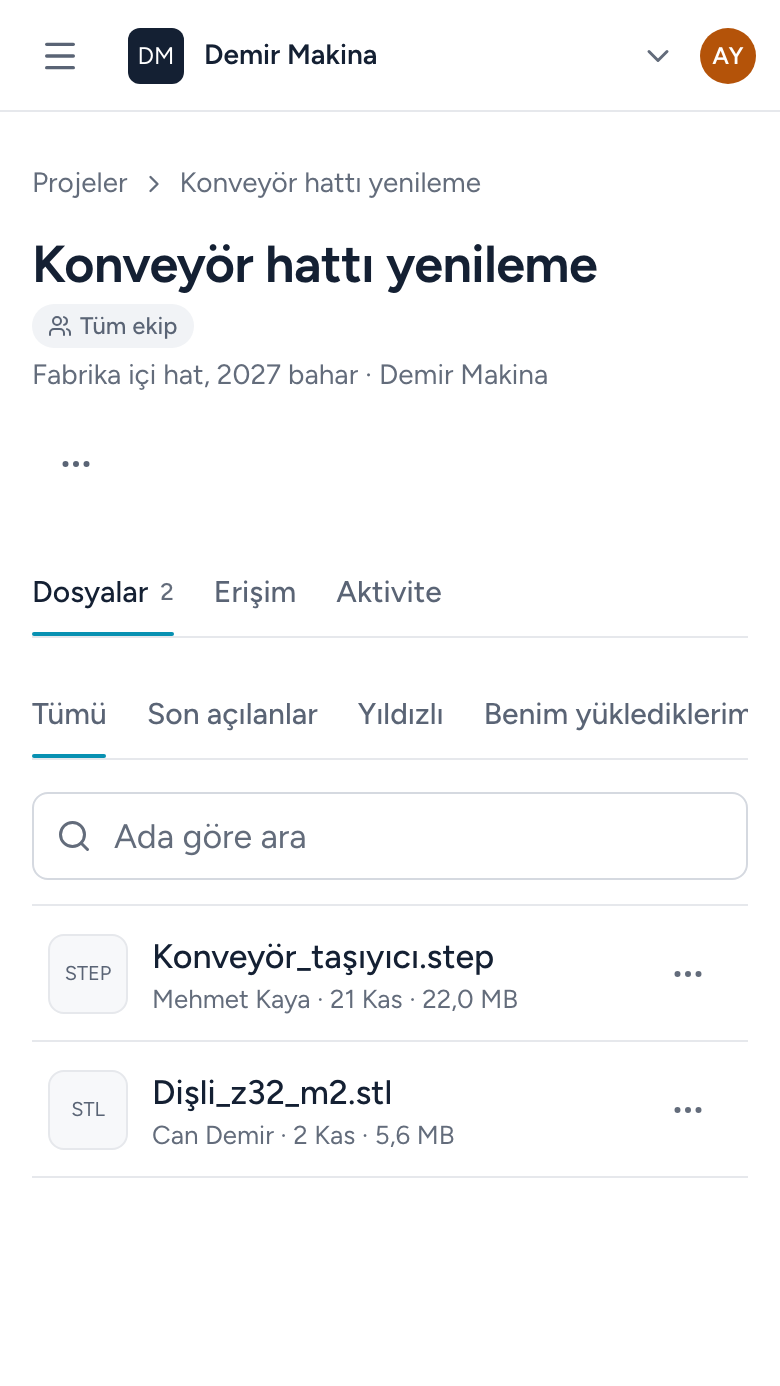 DM Demir Makina AY
Projeler Konveyör hattı yenileme
Konveyör hattı yenileme
Tüm ekip
Fabrika içi hat, 2027 bahar · Demir Makina
Dosyalar 2 Erişim Aktivite
Tümü Son açılanlar Yıldızlı Benim yüklediklerim
Ada göre ara
STEP Konveyör_taşıyıcı.step
Mehmet Kaya · 21 Kas · 22,0 MB
STL Dişli_z32_m2.stl
Can Demir · 2 Kas · 5,6 MB